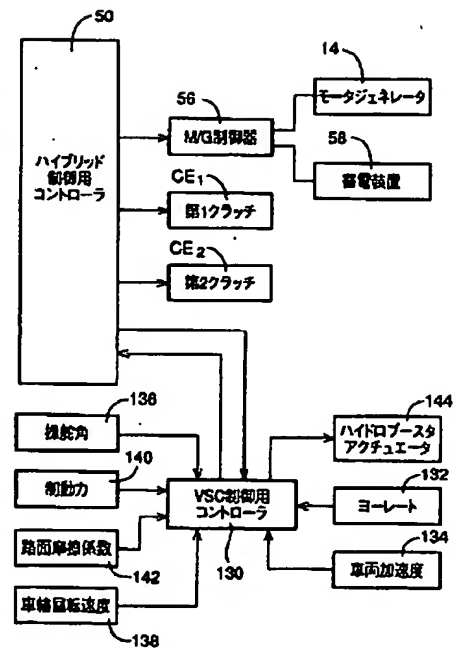 50
ハイブリッド
制御用
コントローラ
56
M/G制御器
14
モータジェネレータ
58
蓄電装置
CE1
第1クラッチ
CE2
第2クラッチ
136
操舵角
140
制動力
路面摩擦係数
142
車輪回転速度
138
VSC制御用
コントローラ
130
144
ハイドロブースタ
アクチュエータ
132
ヨーレート
134
車両加速度